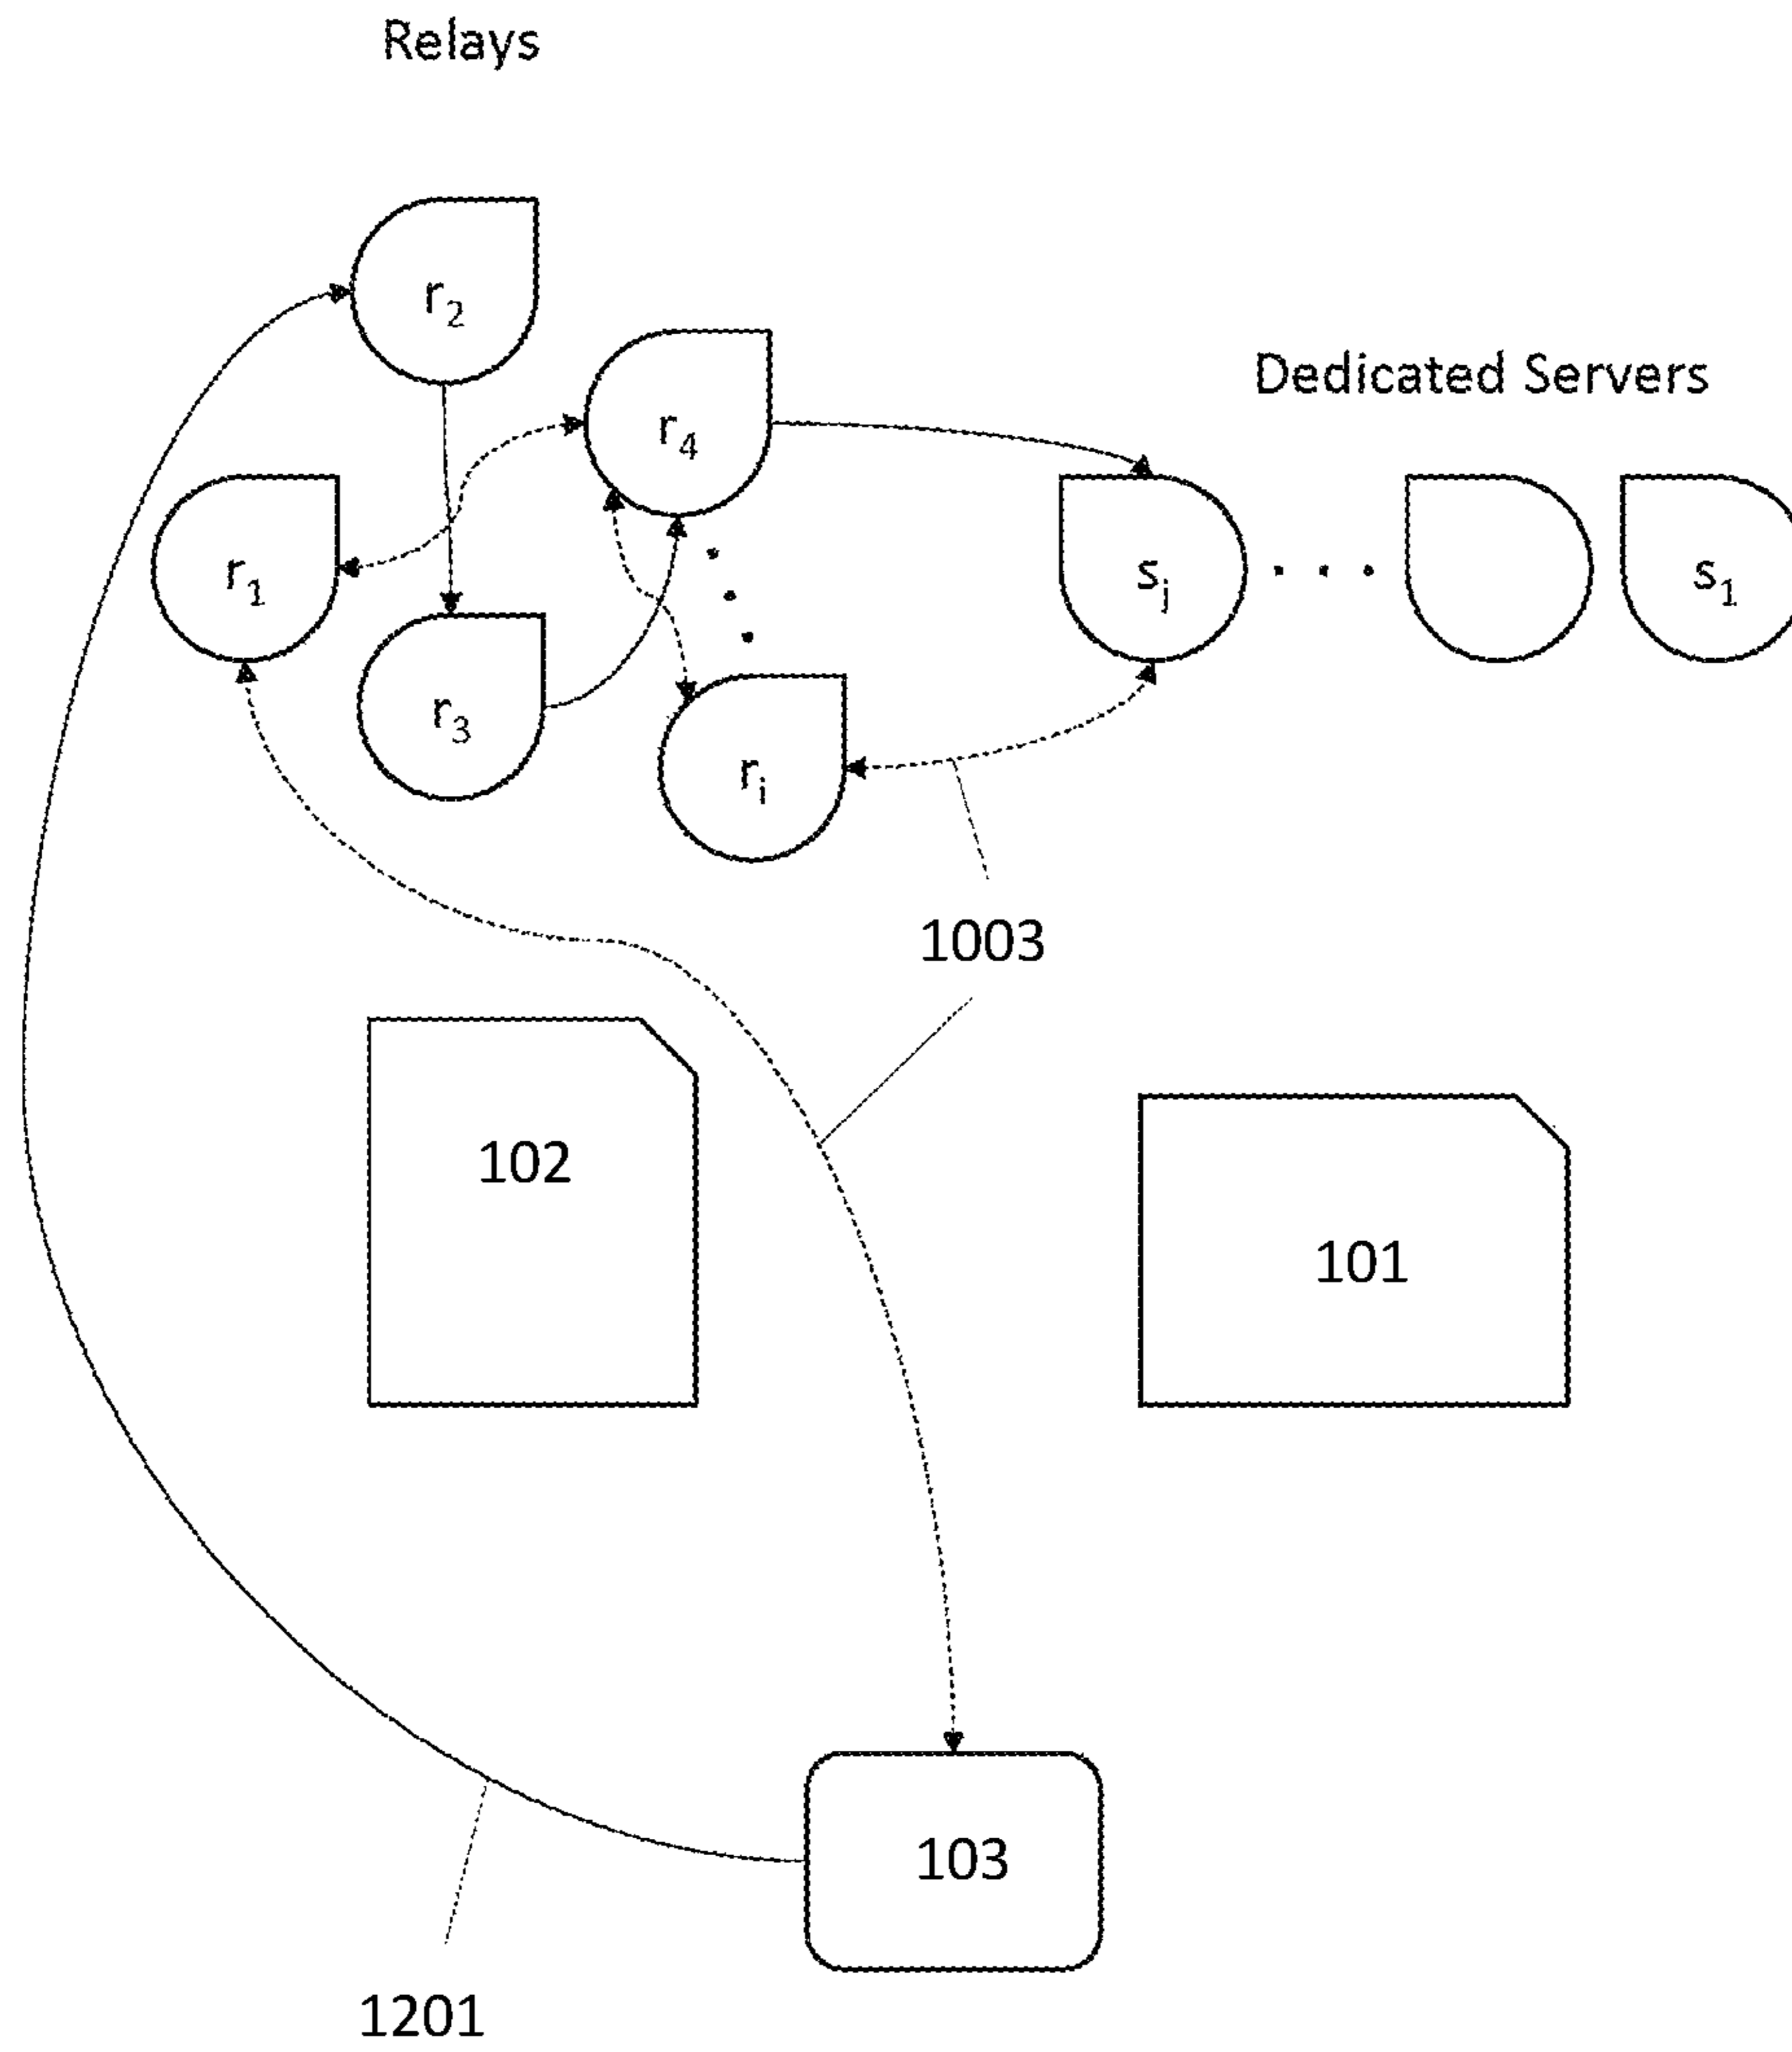 Relays
r2
r4
Dedicated Servers
r1
sj
s1
r3
ri
1003
102
101
103
1201